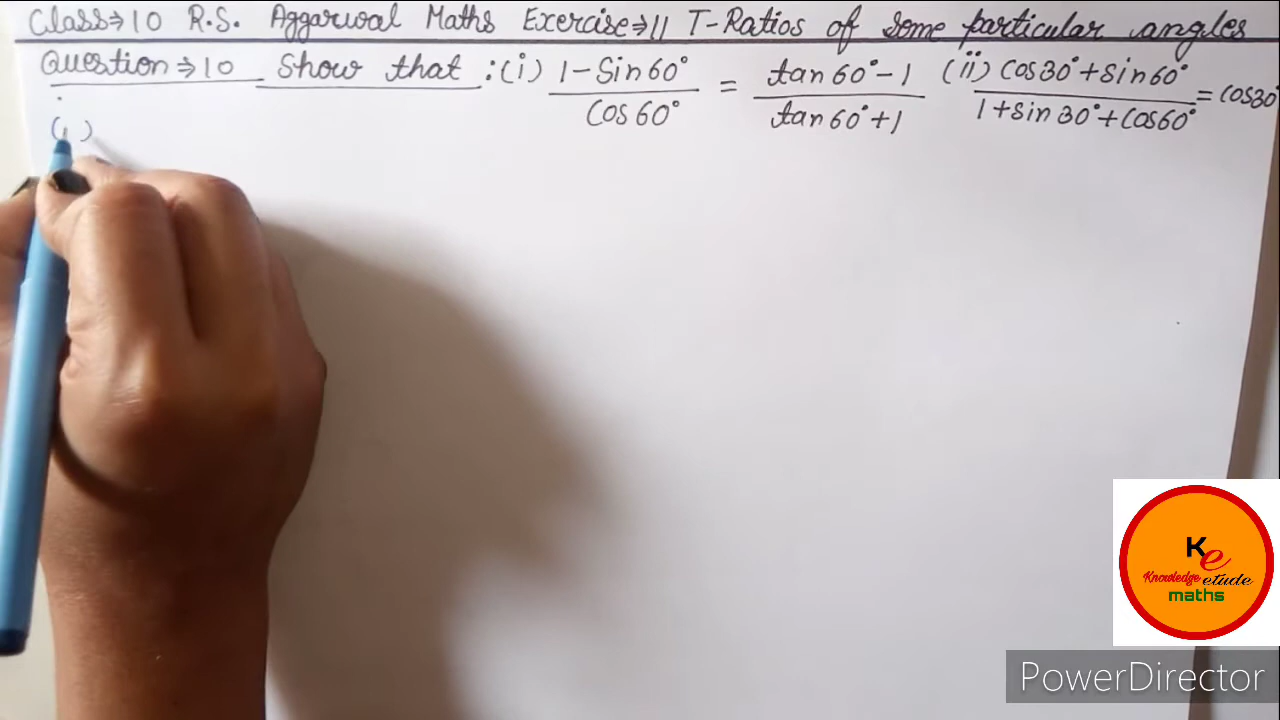 Class⇒10 R.S. Aggarwal Maths Exercise⇒11 T-Ratios of some particular angles
Question⇒10 Show that :(i) 1-Sin60°/Cos60° = tan60°-1/tan60°+1 (ii) Cos30°+Sin60°/1+Sin30°+Cos60° = Cos30°
(i)
Ke
Knowledge etude
maths
PowerDirector